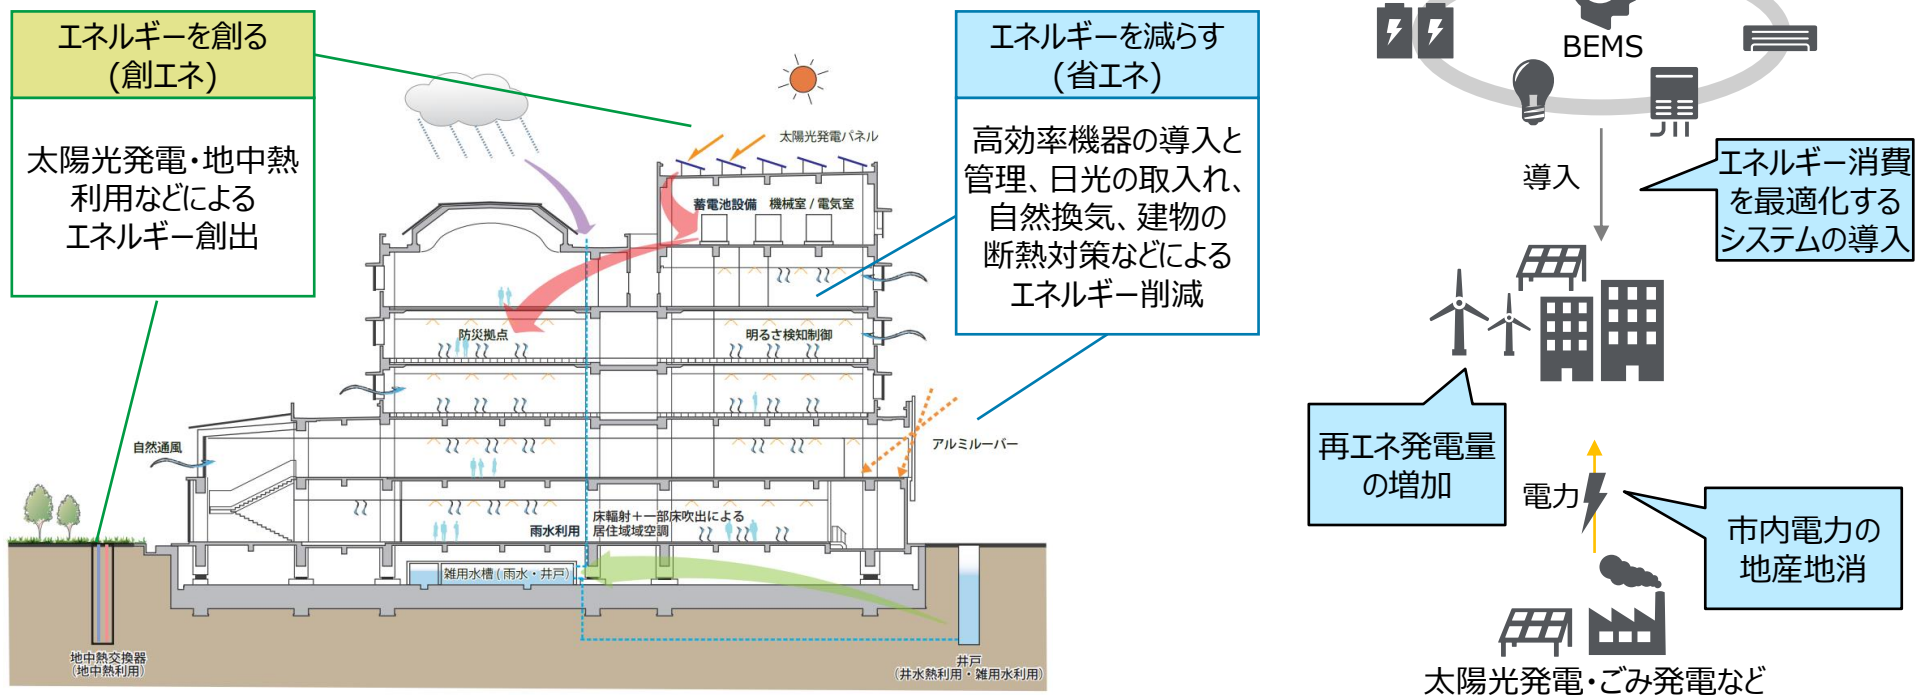 エネルギーを創る
(創エネ)
太陽光発電・地中熱
利用などによる
エネルギー創出
エネルギーを減らす
(省エネ)
高効率機器の導入と
管理、日光の取入れ、
自然換気、建物の
断熱対策などによる
エネルギー削減
太陽光発電パネル
蓄電池設備 機械室 / 電気室
防災拠点
明るさ検知制御
自然通風
アルミルーバー
雨水利用
床輻射+一部床吹出による
居住域域空調
雑用水槽 ( 雨水・井戸)
地中熱交換器
(地中熱利用)
井戸
(井水熱利用・雑用水利用)
BEMS
導入
エネルギー消費
を最適化する
システムの導入
再エネ発電量
の増加
電力
市内電力の
地産地消
太陽光発電・ごみ発電など